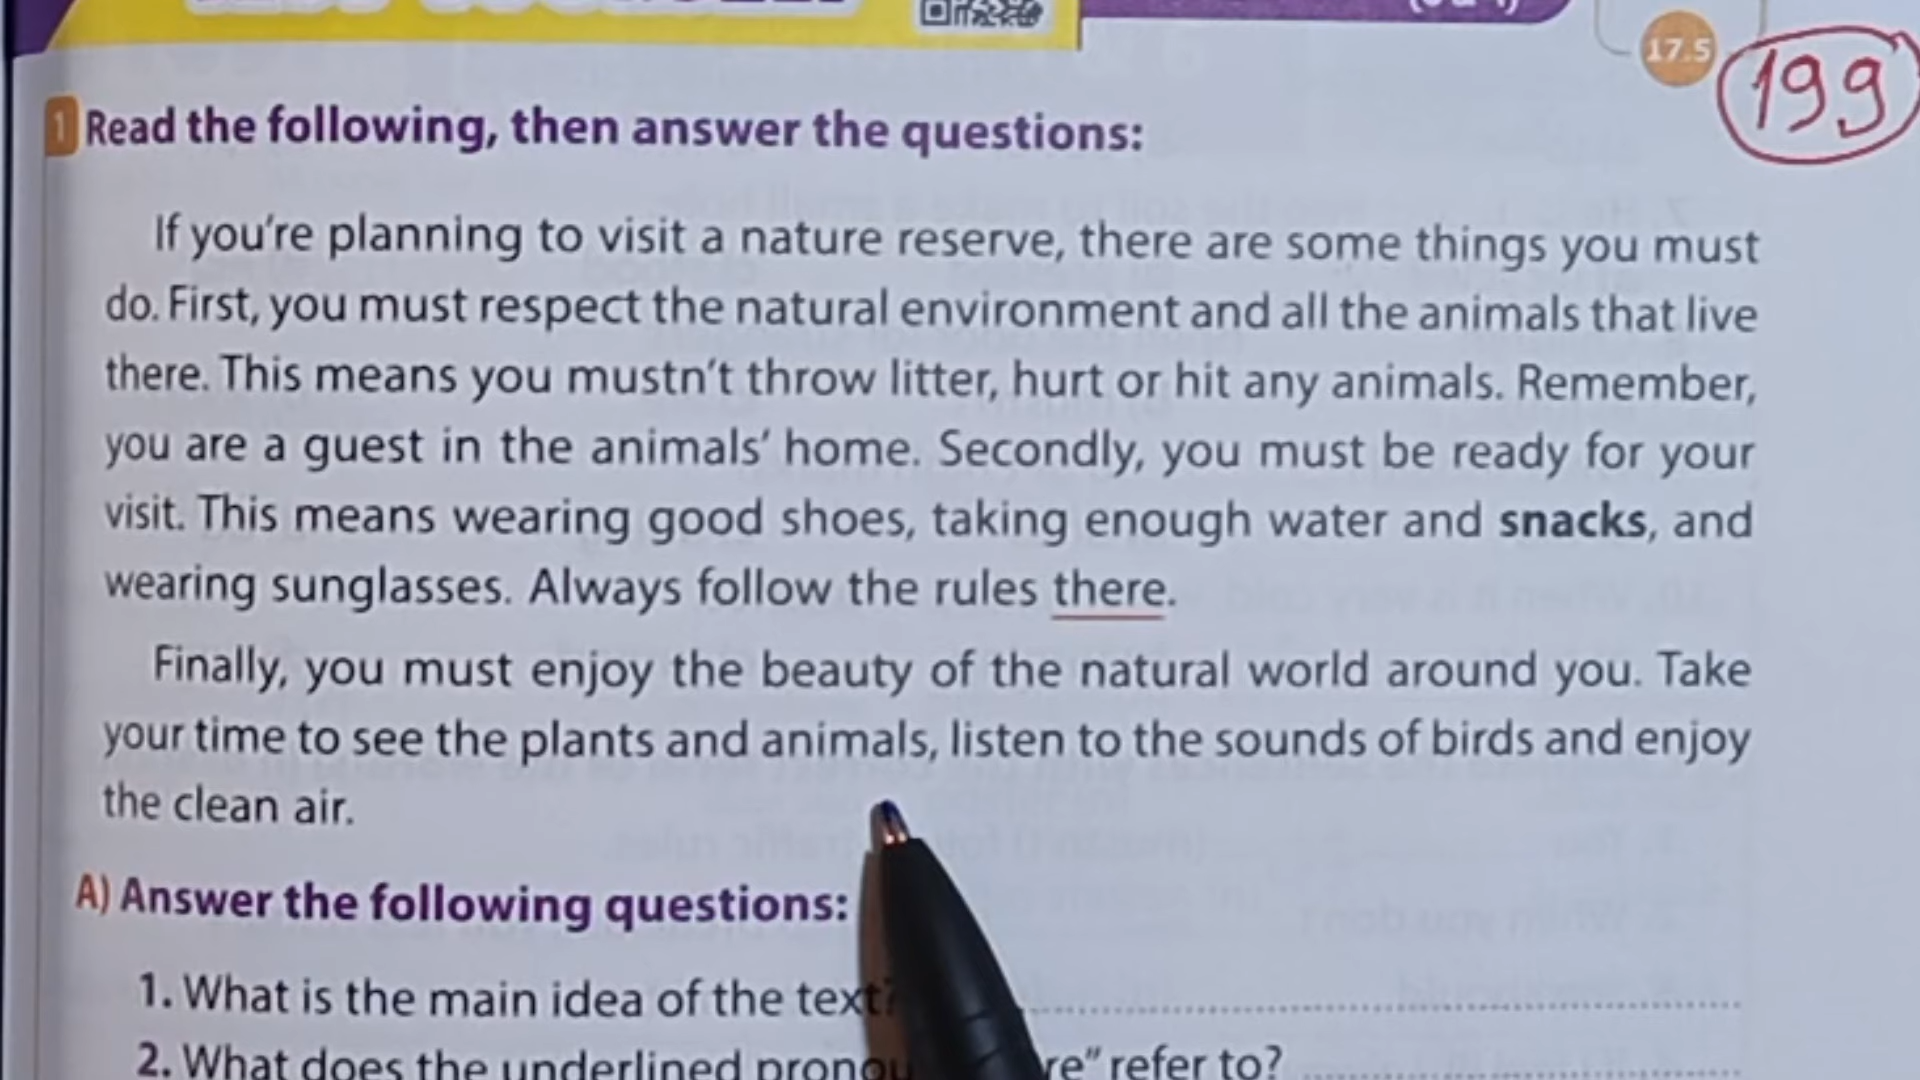 17.5
199
1 Read the following, then answer the questions:
If you're planning to visit a nature reserve, there are some things you must
do. First, you must respect the natural environment and all the animals that live
there. This means you mustn't throw litter, hurt or hit any animals. Remember,
you are a guest in the animals' home. Secondly, you must be ready for your
visit. This means wearing good shoes, taking enough water and snacks, and
wearing sunglasses. Always follow the rules there.
Finally, you must enjoy the beauty of the natural world around you. Take
your time to see the plants and animals, listen to the sounds of birds and enjoy
the clean air.
A) Answer the following questions:
1. What is the main idea of the text?
2. What does the underlined refer to?